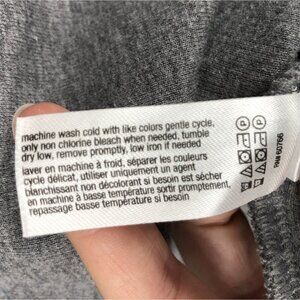 machine wash cold with like colors gentle cycle,
only non chlorine bleach when needed, tumble
dry low, remove promptly, low iron if needed
laver en machine à froid, séparer les couleurs
cycle délicat, utiliser uniquement un agent
blanchissant non décolorant si besoin est sécher
en machine à basse température sortir promptement,
repassage basse température si besoin
RN# 60766